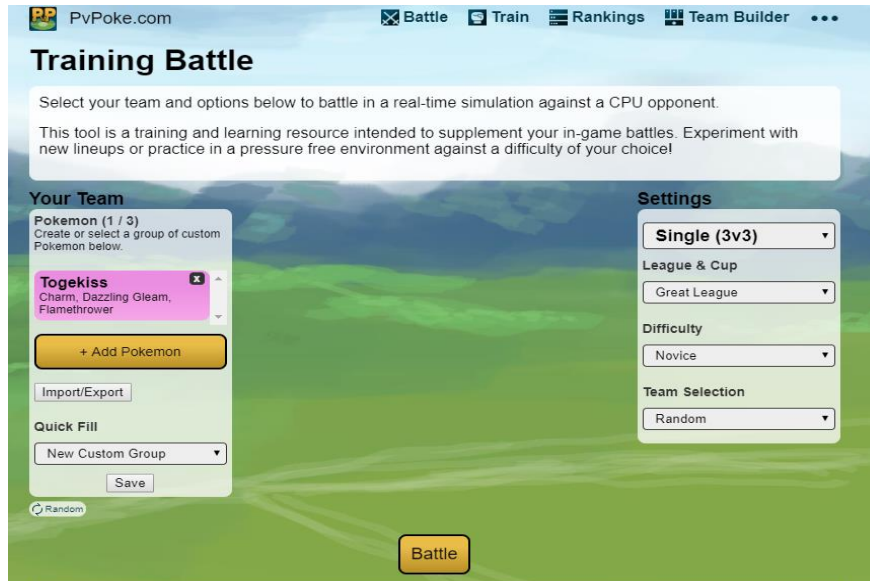 PvPoke.com
Battle
Train
Rankings
Team Builder
Training Battle
Select your team and options below to battle in a real-time simulation against a CPU opponent.
This tool is a training and learning resource intended to supplement your in-game battles. Experiment with
new lineups or practice in a pressure free environment against a difficulty of your choice!
Your Team
Pokemon (1 / 3)
Create or select a group of custom
Pokemon below.
Togekiss
x
Charm, Dazzling Gleam,
Flamethrower
+ Add Pokemon
Import/Export
Quick Fill
New Custom Group
Save
Random
Settings
Single (3v3)
League & Cup
Great League
Difficulty
Novice
Team Selection
Random
Battle